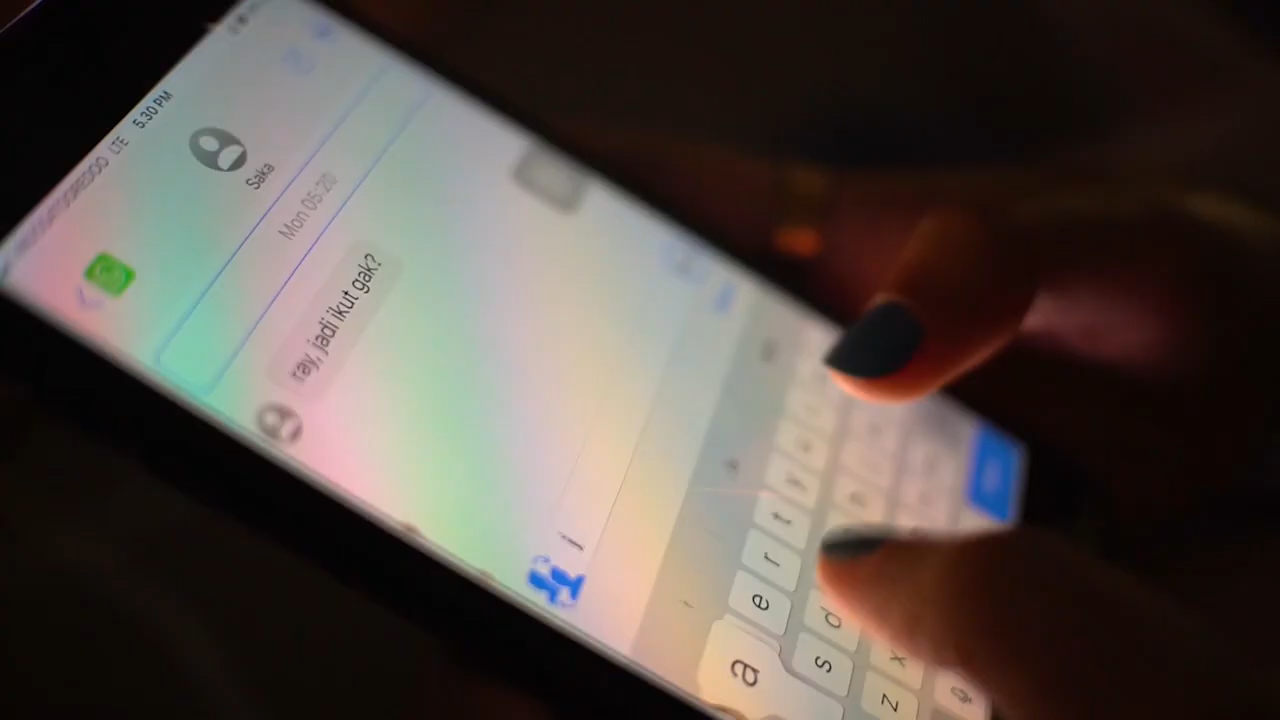 LTE 5.30 PM
Saka
Mon 05:20
ray, jadi ikut gak?
i
e r t y
a s d
z x